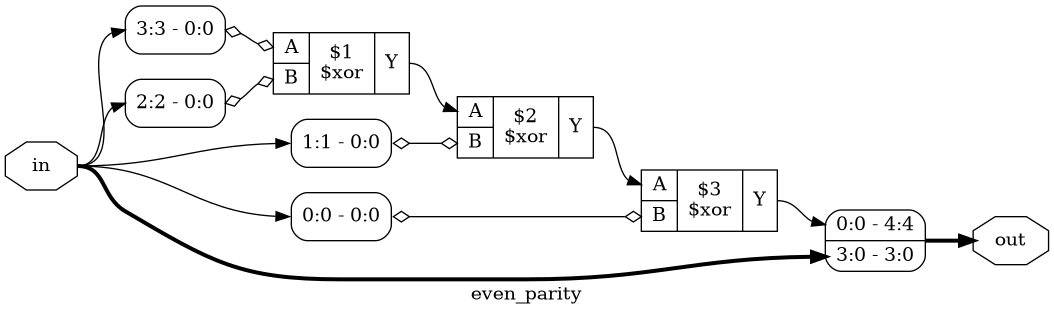 in
3:3 - 0:0
2:2 - 0:0
A
B
$1
$xor
Y
1:1 - 0:0
A
B
$2
$xor
Y
0:0 - 0:0
A
B
$3
$xor
Y
0:0 - 4:4
3:0 - 3:0
out
even_parity